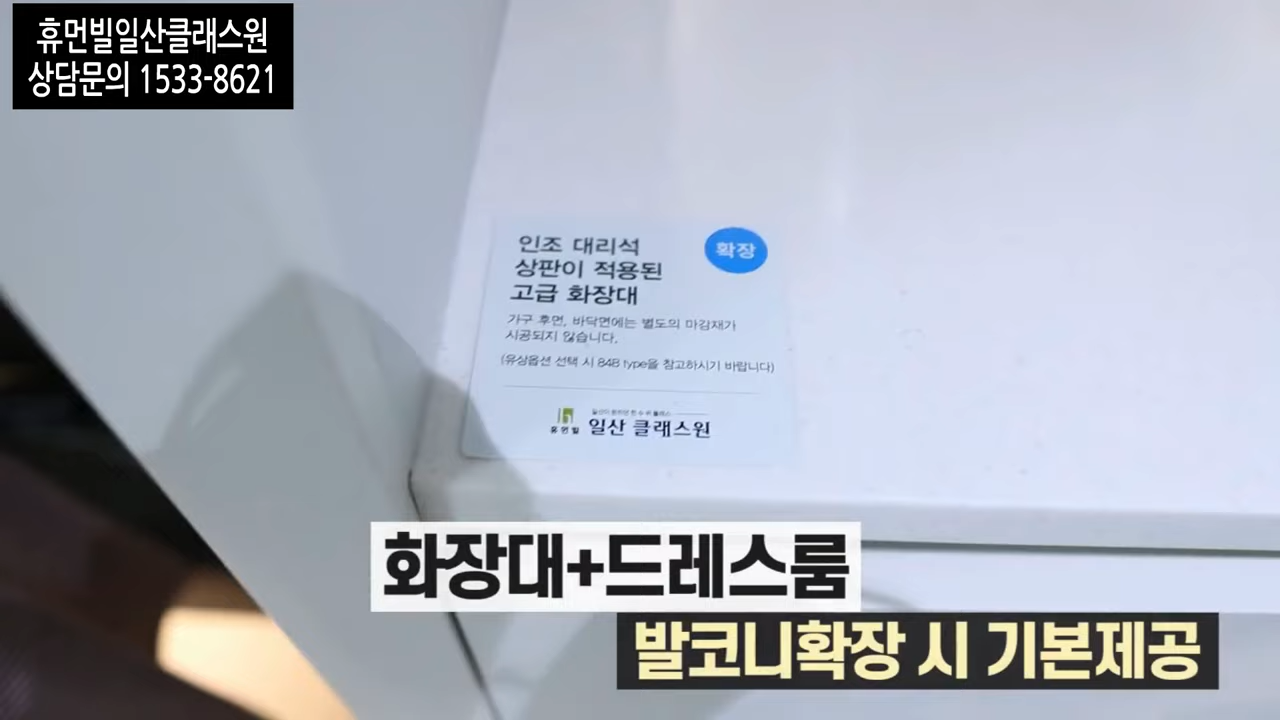 휴먼빌일산클래스원
상담문의 1533-8621
인조 대리석
상판이 적용된
고급 화장대
확장
가구 후면, 바닥면에는 별도의 마감재가
시공되지 않습니다.
(유상옵션 선택 시 84B type을 참고하시기 바랍니다)
휴먼빌
일산 클래스원
화장대+드레스룸
발코니확장 시 기본제공